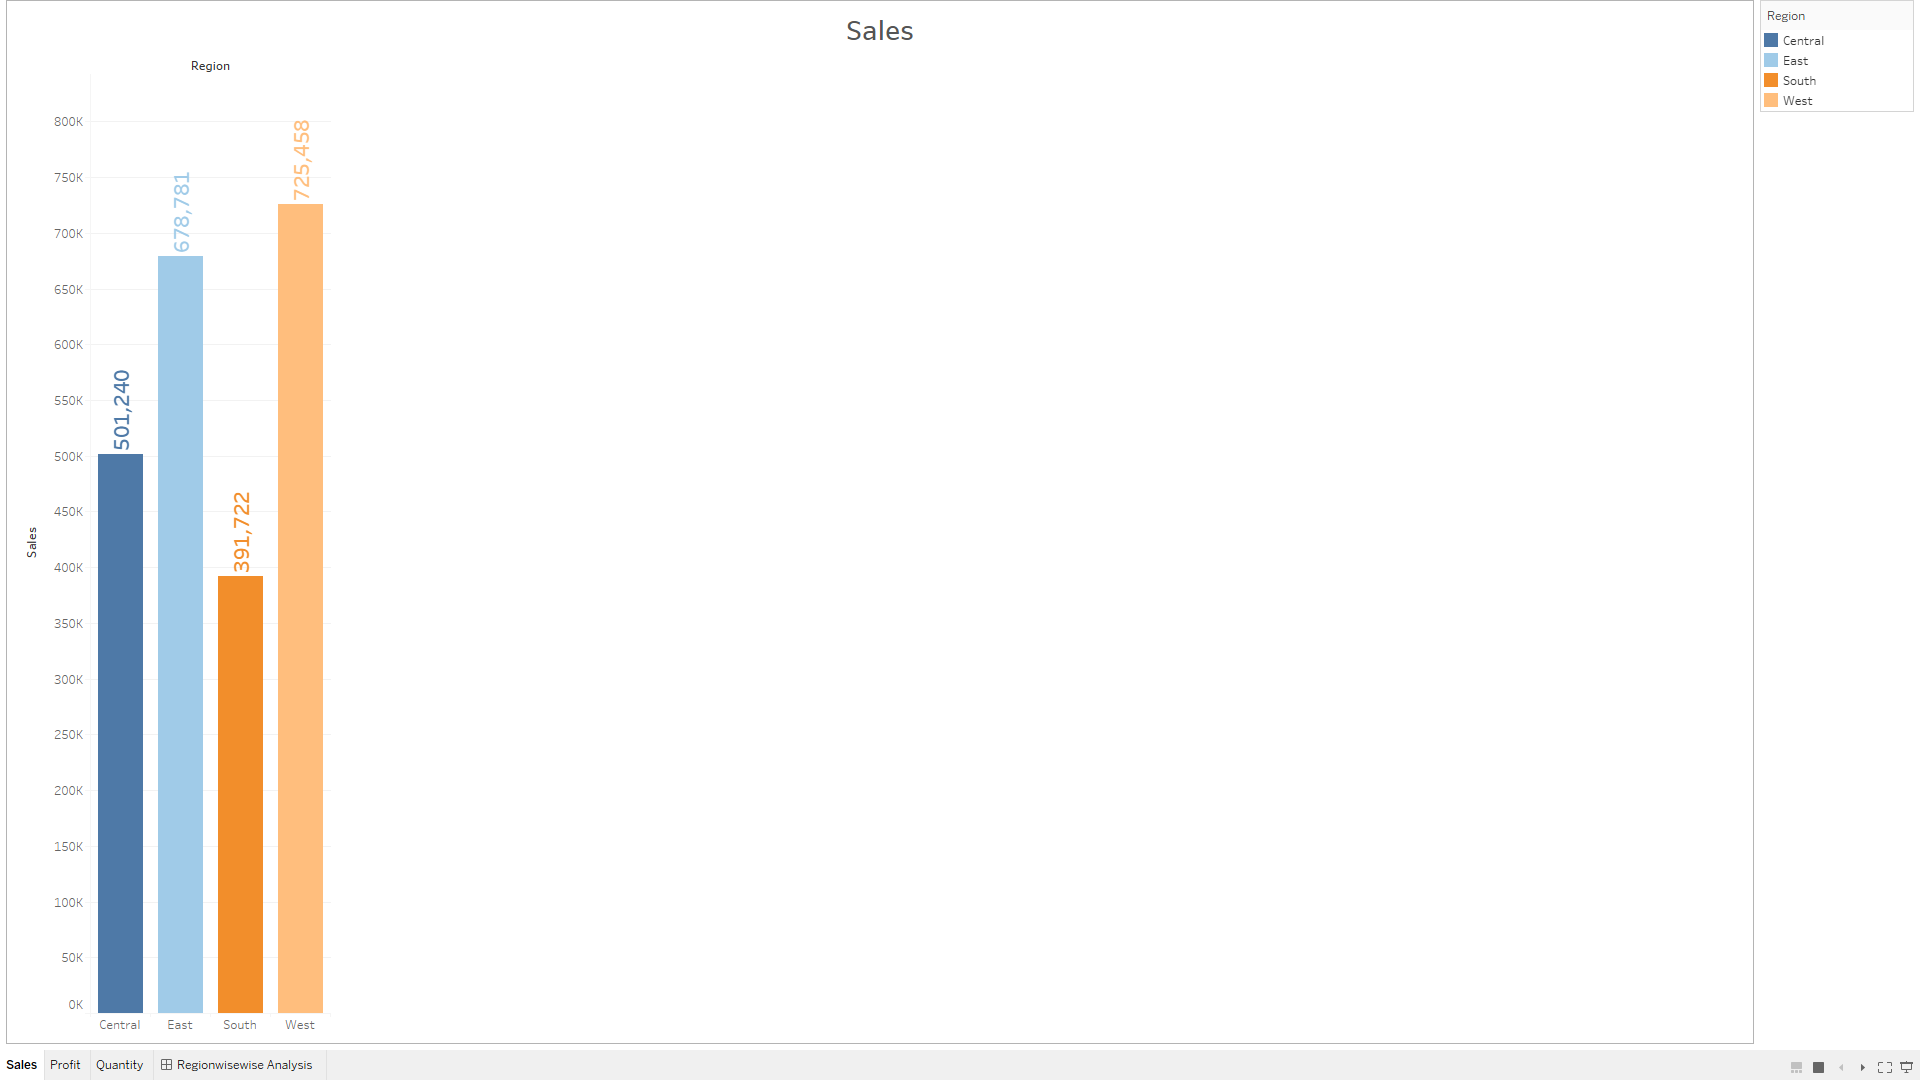 Sales
Region
Region
Central
East
South
West
800K
750K
700K
650K
600K
550K
500K
450K
400K
350K
300K
250K
200K
150K
100K
50K
0K
Sales
501,240
678,781
391,722
725,458
Central East South West
Sales Profit Quantity Regionwisewise Analysis